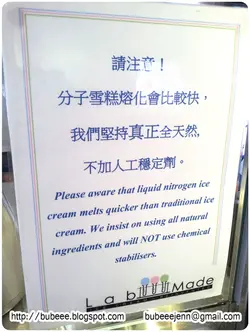 請注意！
分子雪糕熔化會比較快，
我們堅持真正全天然,
不加人工穩定劑。
Please aware that liquid nitrogen ice
cream melts quicker than traditional ice
cream. We insist on using all natural
ingredients and will NOT use chemical
stabilisers.
Lab Made
http://bubeee.blogspot.com
bubeeejenn@gmail.com